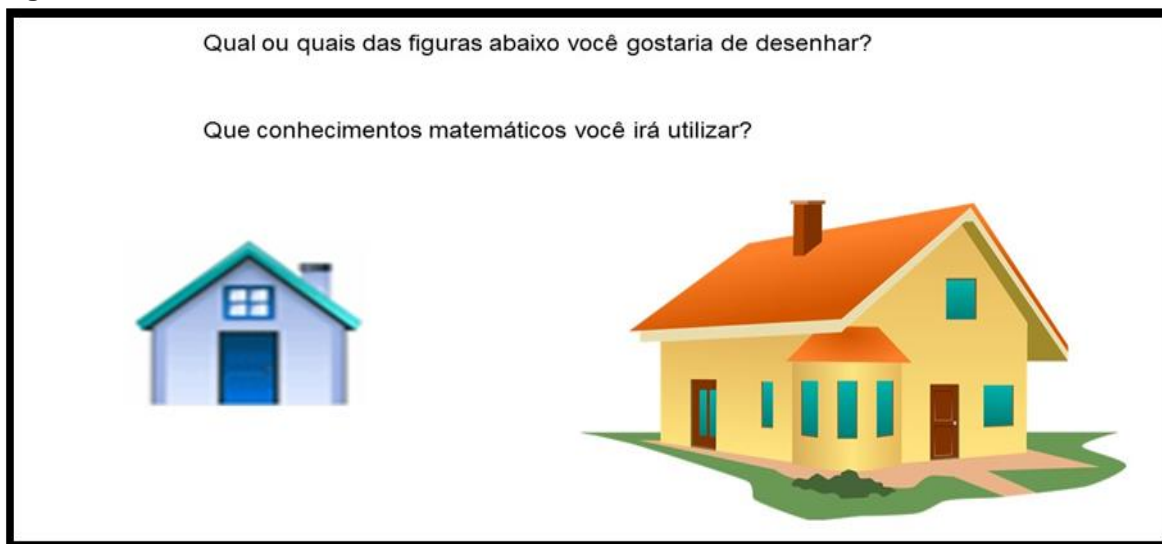 Qual ou quais das figuras abaixo você gostaria de desenhar?
Que conhecimentos matemáticos você irá utilizar?